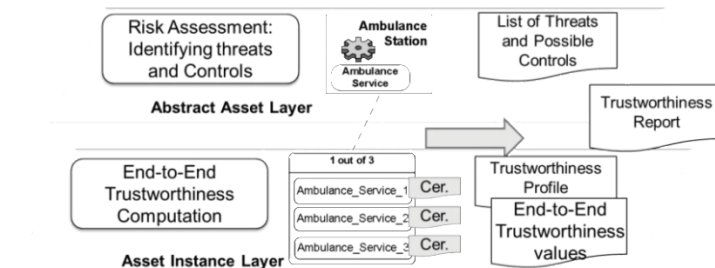 Risk Assessment:
Identifying threats
and Controls
Ambulance
Station
Ambulance
Service
List of Threats
and Possible
Controls
Abstract Asset Layer
Trustworthiness
Report
End-to-End
Trustworthiness
Computation
1 out of 3
Ambulance_Service_1
Cer.
Ambulance_Service_2
Cer.
Ambulance_Service_3
Cer.
Trustworthiness
Profile
End-to-End
Trustworthiness
values
Asset Instance Layer